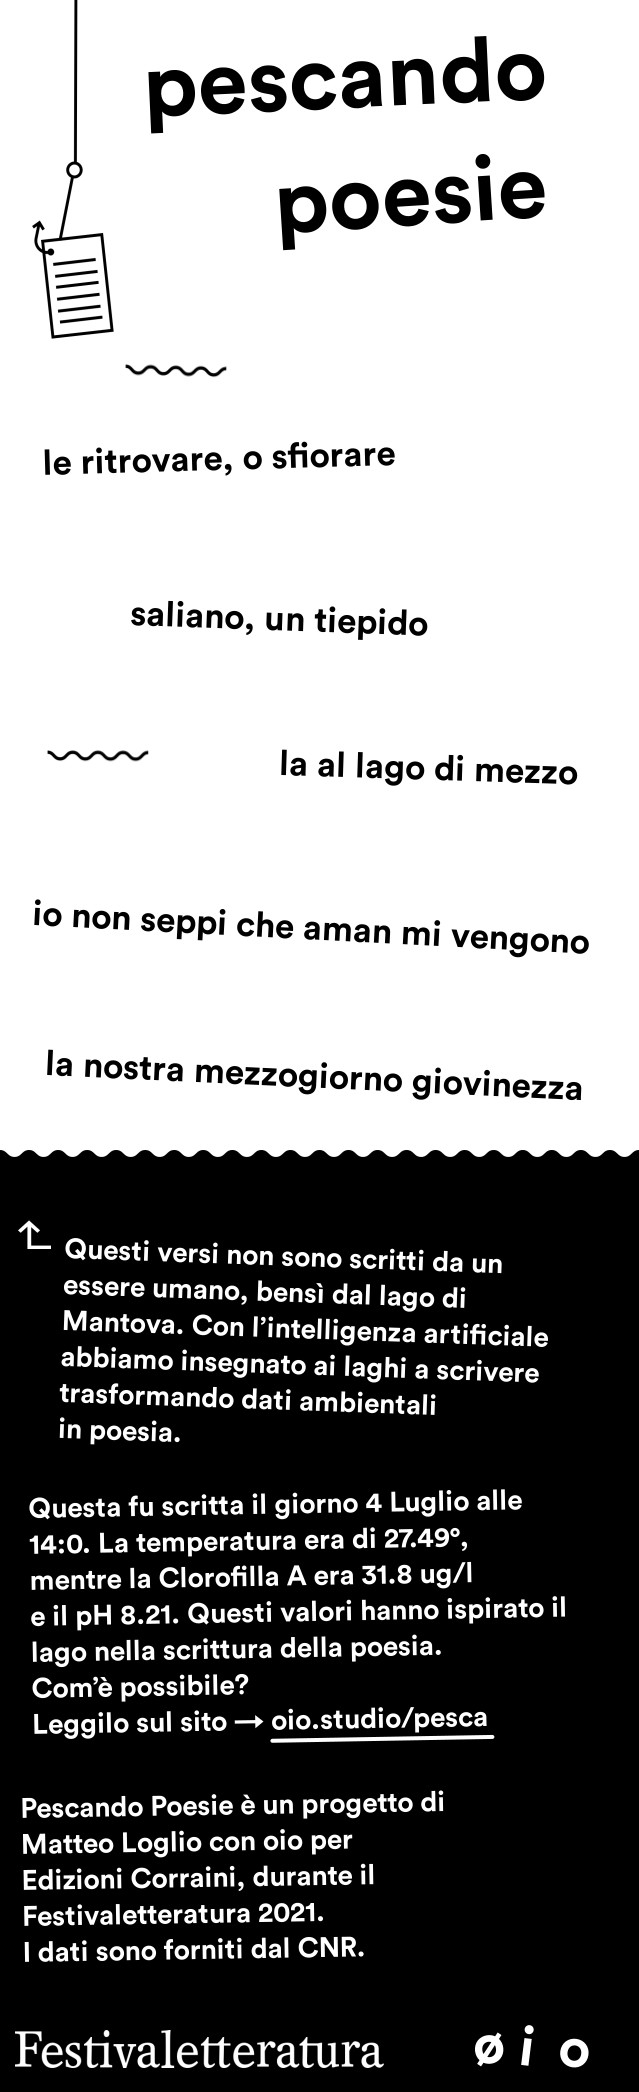 pescando
poesie
le ritrovare, o sfiorare
saliano, un tiepido
la al lago di mezzo
io non seppi che aman mi vengono
la nostra mezzogiorno giovinezza
Questi versi non sono scritti da un
essere umano, bensì dal lago di
Mantova. Con l'intelligenza artificiale
abbiamo insegnato ai laghi a scrivere
trasformando dati ambientali
in poesia.
Questa fu scritta il giorno 4 Luglio alle
14:0. La temperatura era di 27.49°,
mentre la Clorofilla A era 31.8 ug/l
e il pH 8.21. Questi valori hanno ispirato il
lago nella scrittura della poesia.
Com'è possibile?
Leggilo sul sito → oio.studio/pesca
Pescando Poesie è un progetto di
Matteo Loglio con oio per
Edizioni Corraini, durante il
Festivaletteratura 2021.
I dati sono forniti dal CNR.
Festivaletteratura øio